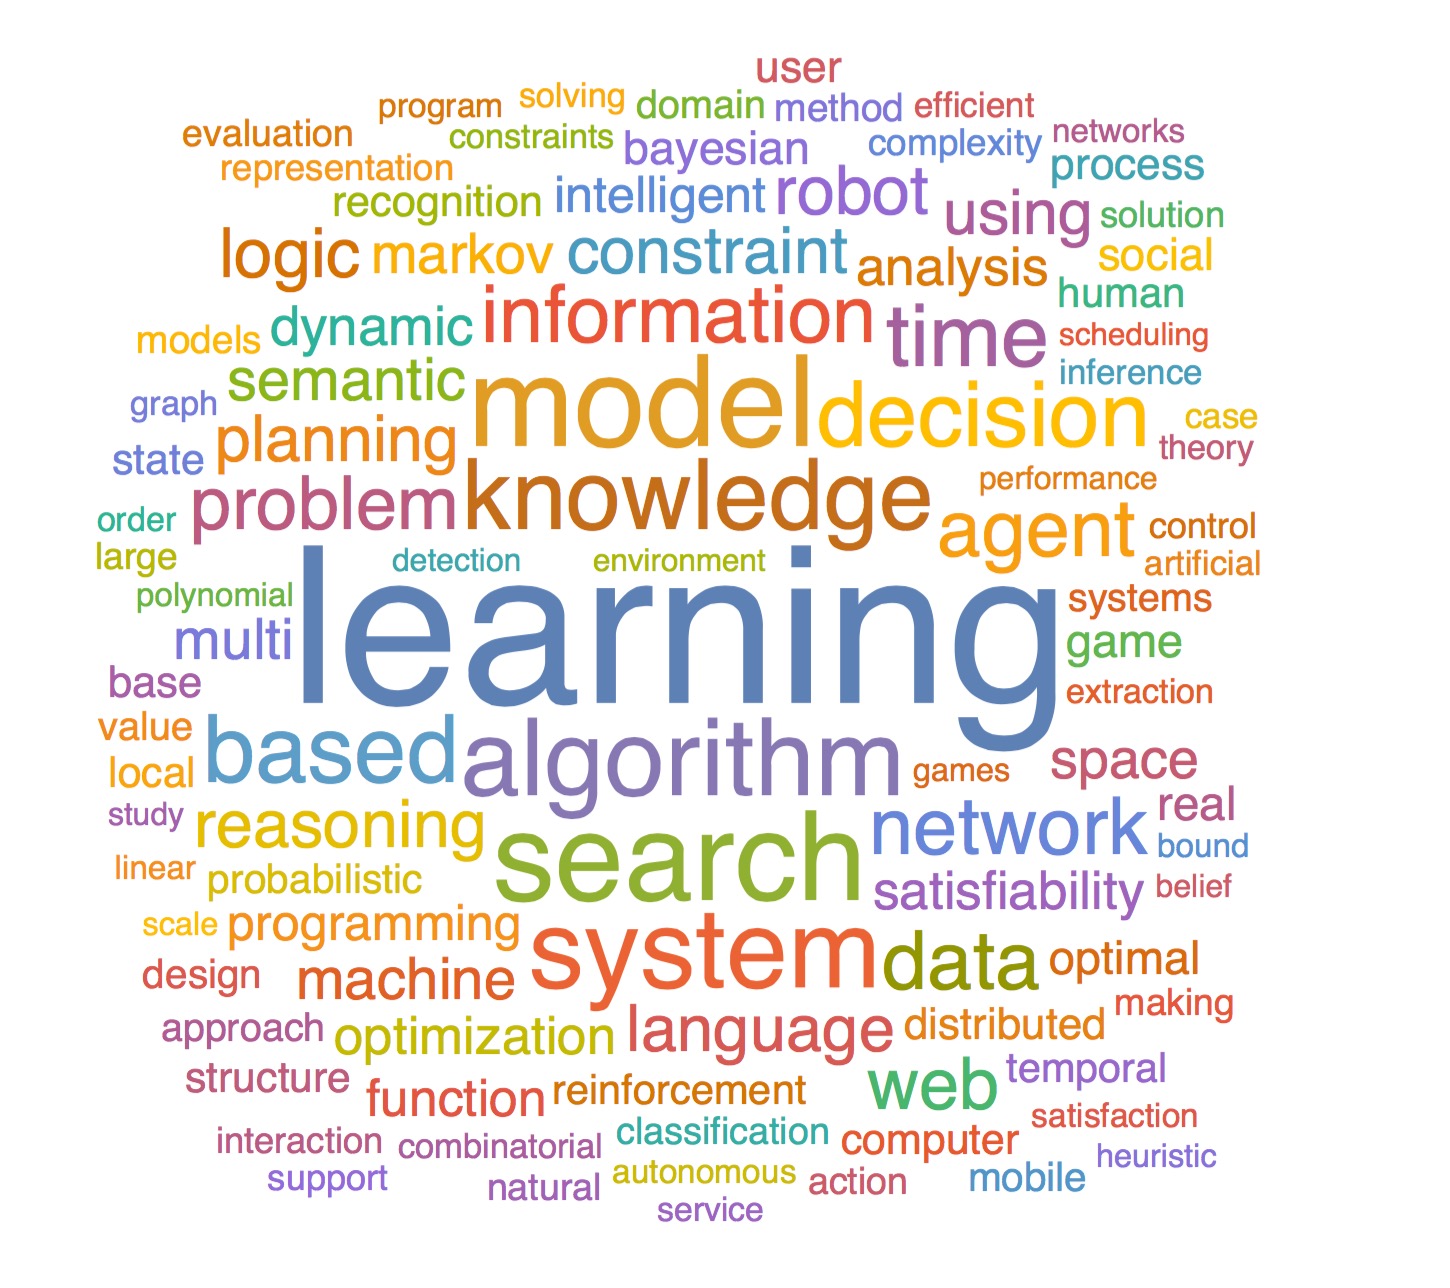 user
program solving domain method efficient
evaluation constraints bayesian complexity networks
representation process
recognition intelligent robot using solution
logic markov constraint analysis social
human
models dynamic information time scheduling
semantic inference
graph model decision case
state planning theory
problem knowledge performance
order agent control
large detection environment artificial
polynomial systems
multi learning game
base extraction
value based algorithm
local games space
study reasoning network real
search bound
linear probabilistic satisfiability belief
scale programming
design machine system data optimal
making
approach optimization language distributed
structure function reinforcement web temporal
satisfaction
interaction combinatorial classification computer heuristic
support natural autonomous action mobile
service